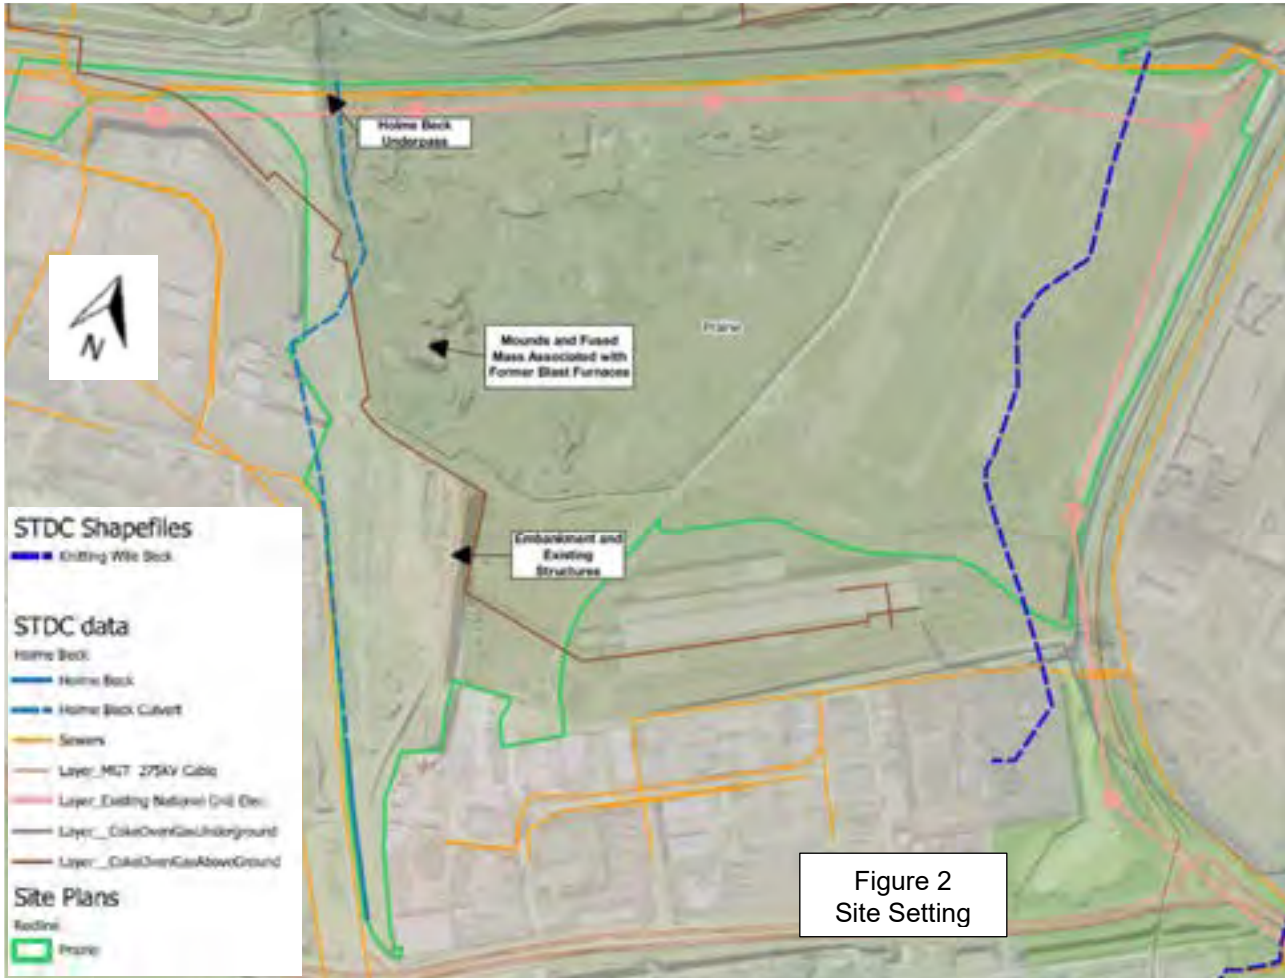 Holme Beck
Underpass
N
Prairie
Mounds and Fused
Mass Associated with
Former Blast Furnaces
Embankment and
Existing
Structures
STDC Shapefiles
Knitting Wife Beck
STDC data
Holme Beck
Holme Beck
Holme Beck Culvert
Sewers
Layer_MGT 275KV Cable
Layer_Existing National Grid Elec.
Layer__CokeOvenGasUnderground
Layer__CokeOvenGasAboveGround
Site Plans
Redline
Prairie
Figure 2
Site Setting